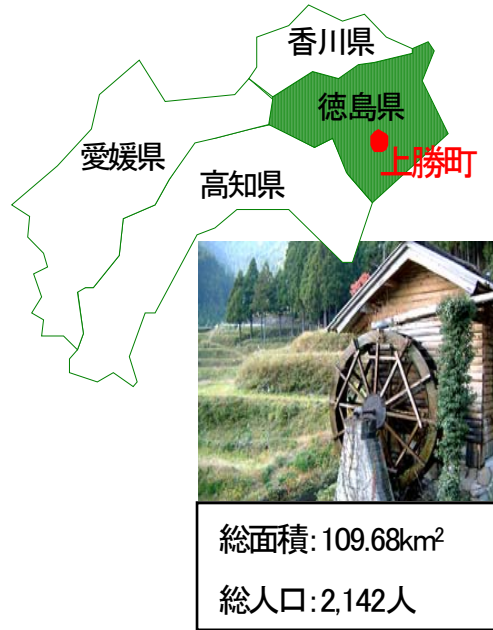 香川県
徳島県
上勝町
愛媛県
高知県
総面積:109.68km²
総人口:2,142人